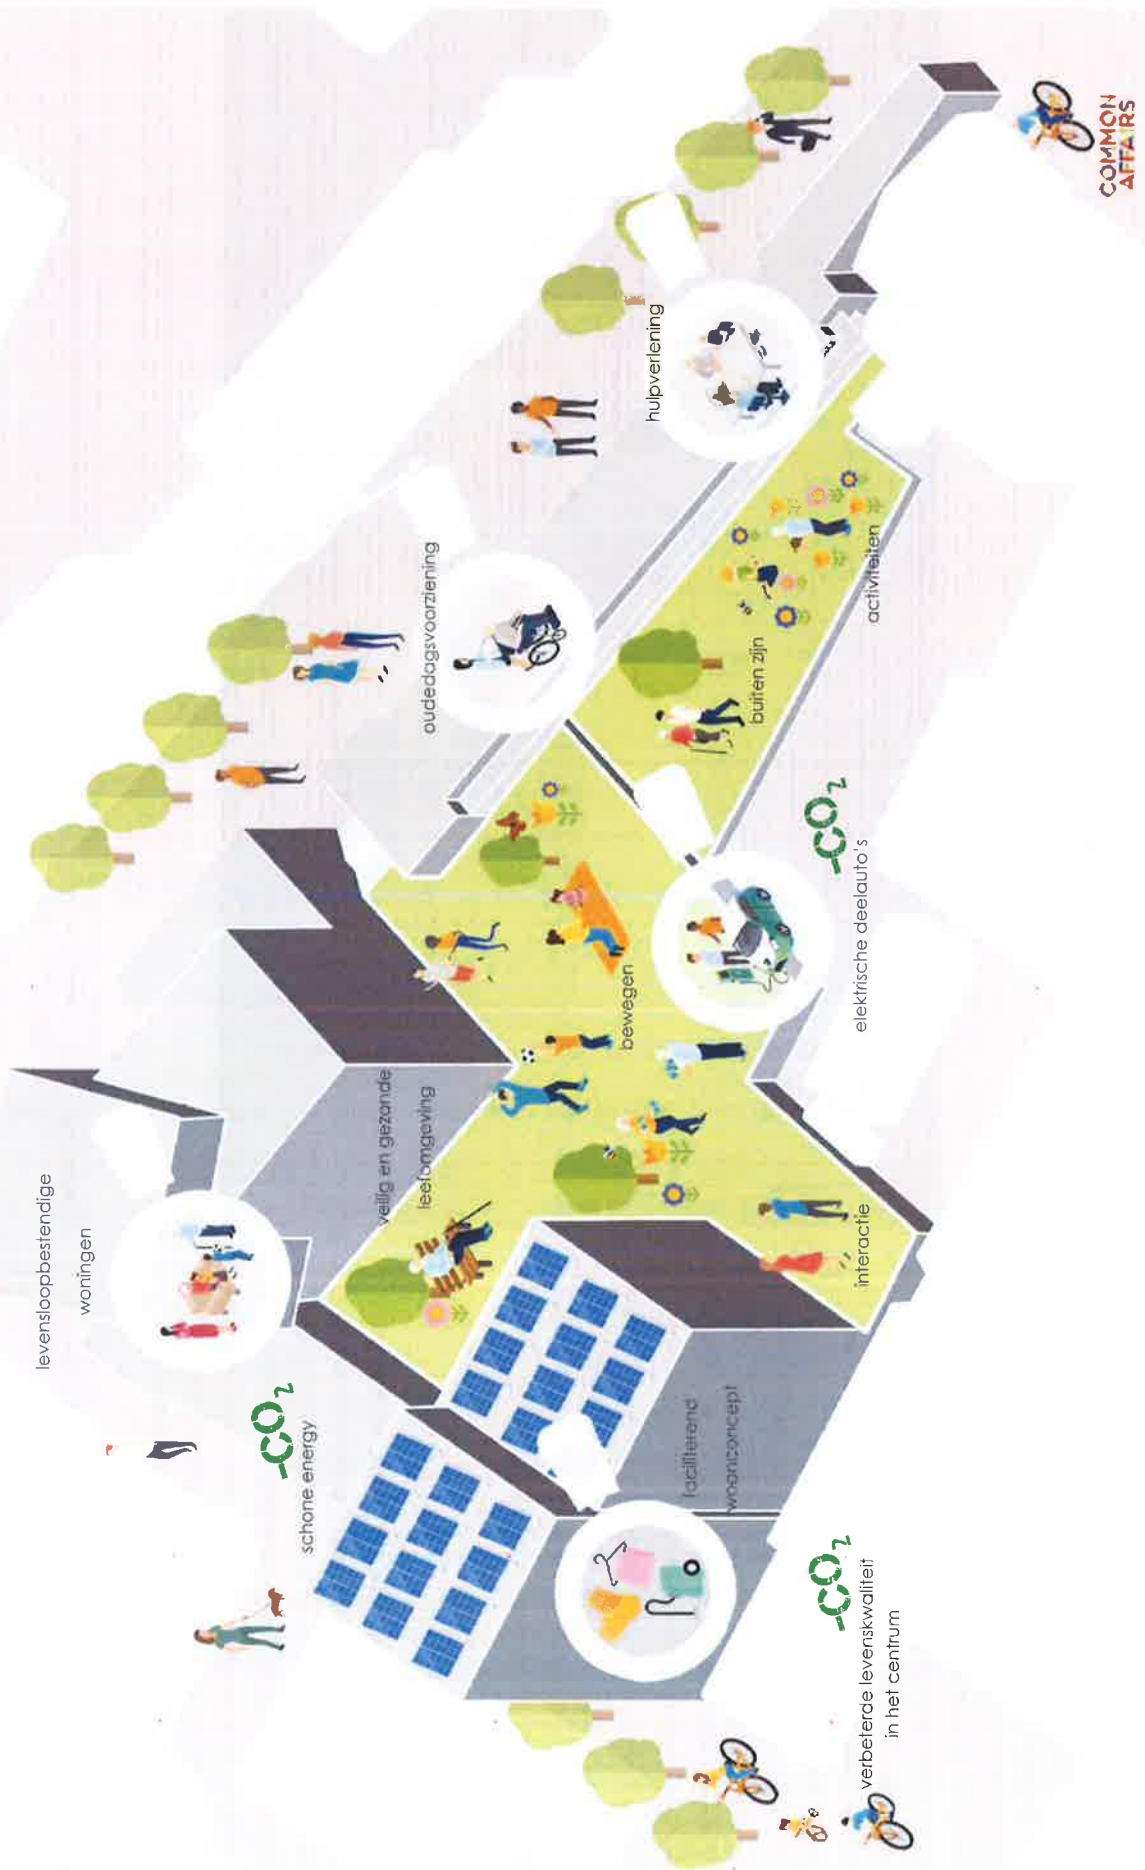 levensloopbestendige
woningen
-CO2
schone energy
veilig en gezonde
leefomgeving
oudedagsvoorziening
hulpverlening
bewegen
buiten zijn
activiteiten
faciliterend
woonconcept
interactie
-CO2
elektrische deelauto's
-CO2
verbeterde levenskwaliteit
in het centrum
COMMON
AFFAIRS